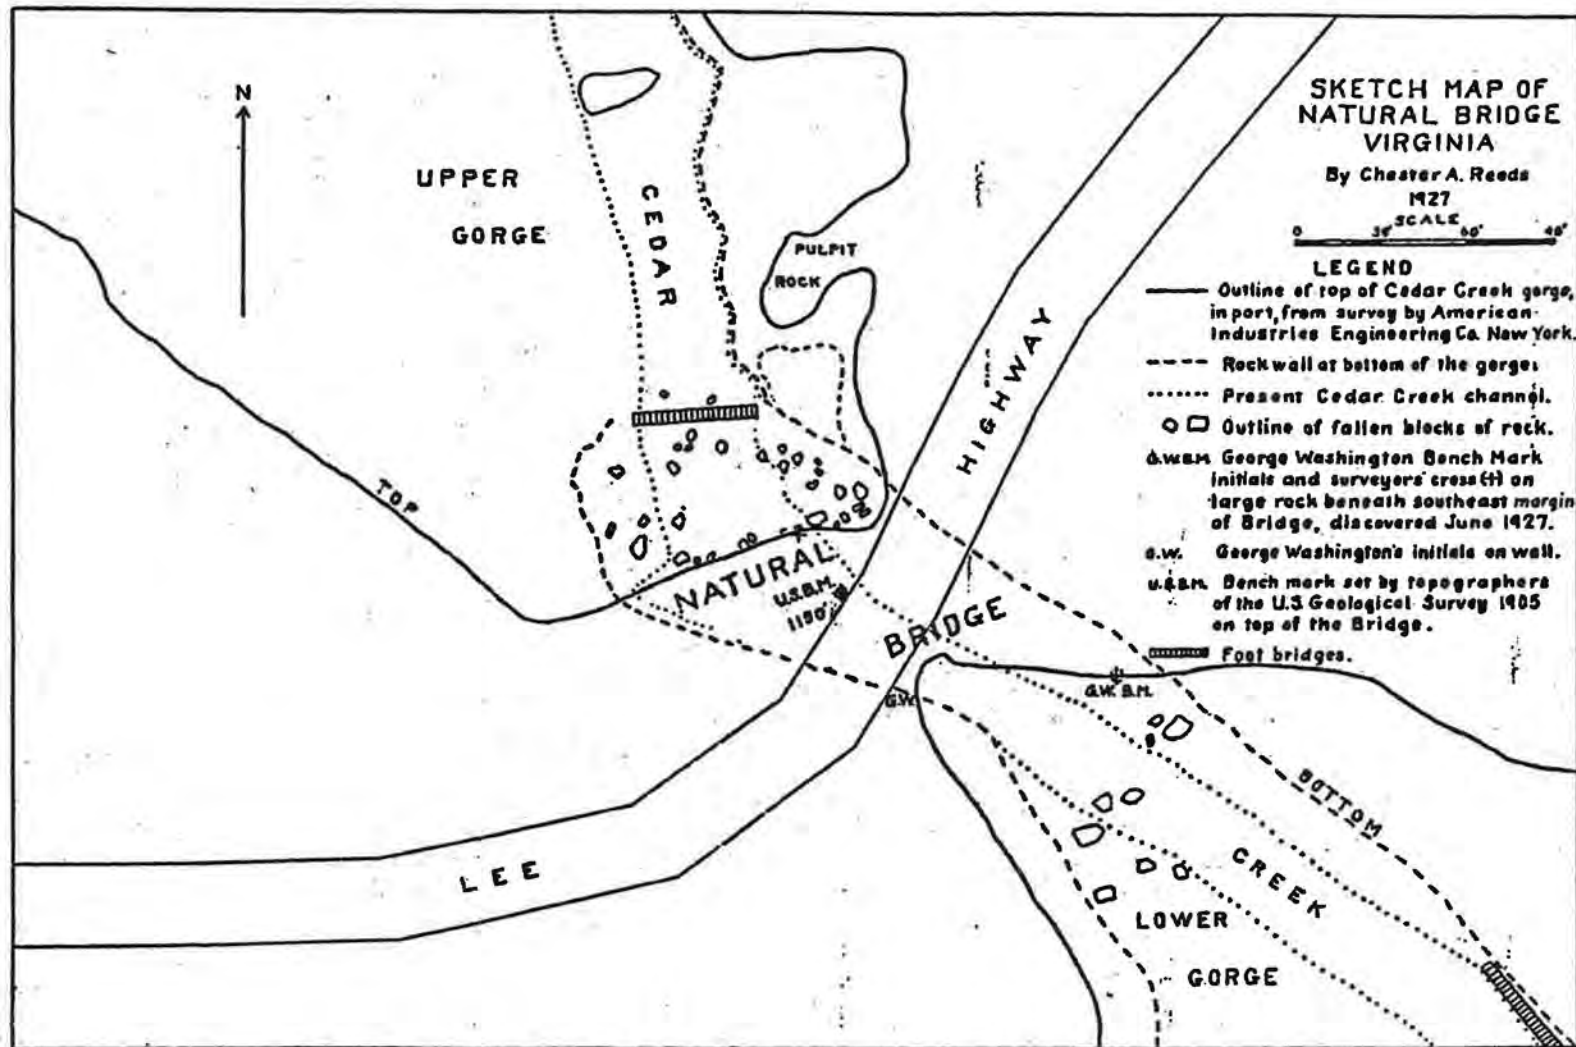 SKETCH MAP OF
NATURAL BRIDGE
VIRGINIA
By Chester A. Reeds
1927
SCALE
0 30' 60' 90'
LEGEND
Outline of top of Cedar Creek gorge,
in part, from survey by American
Industries Engineering Co. New York.
Rock wall at bottom of the gorge.
Present Cedar Creek channel.
Outline of fallen blocks of rock.
G.W.B.M. George Washington Bench Mark
initials and surveyors' cross (+) on
large rock beneath southeast margin
of Bridge, discovered June 1927.
G.W. George Washington's initials on wall.
U.S.B.M. Bench mark set by topographers
of the U.S. Geological Survey 1905
on top of the Bridge.
Foot bridges.
N
UPPER
GORGE
CEDAR
PULPIT
ROCK
HIGHWAY
TOP
NATURAL
U.S.B.M.
1150'
BRIDGE
G.W.
G.W.B.M.
BOTTOM
LEE
CREEK
LOWER
GORGE